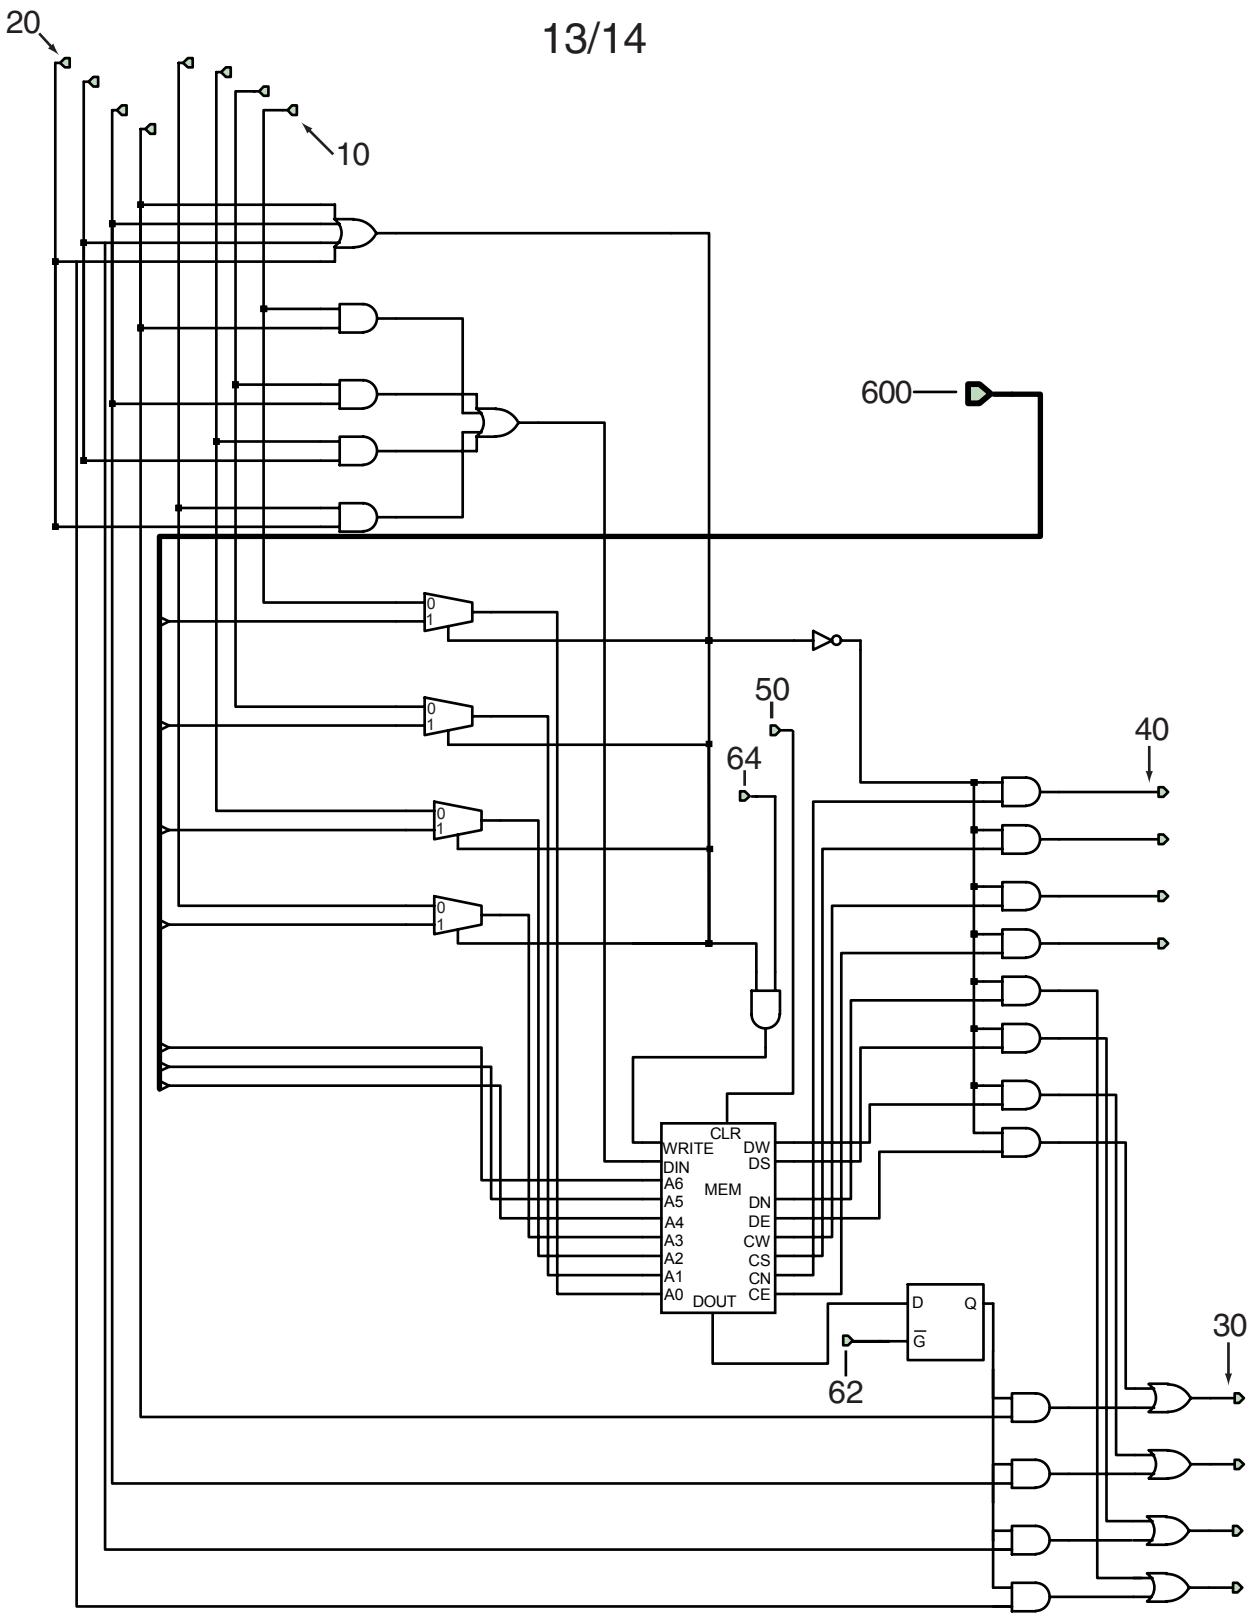 20
13/14
10
600
0
1
0
1
50
40
64
0
1
0
1
CLR
WRITE DW
DIN DS
A6 MEM
A5 DN
A4 DE
A3 CW
A2 CS
A1 CN
A0 DOUT CE
D Q
G̅
30
62